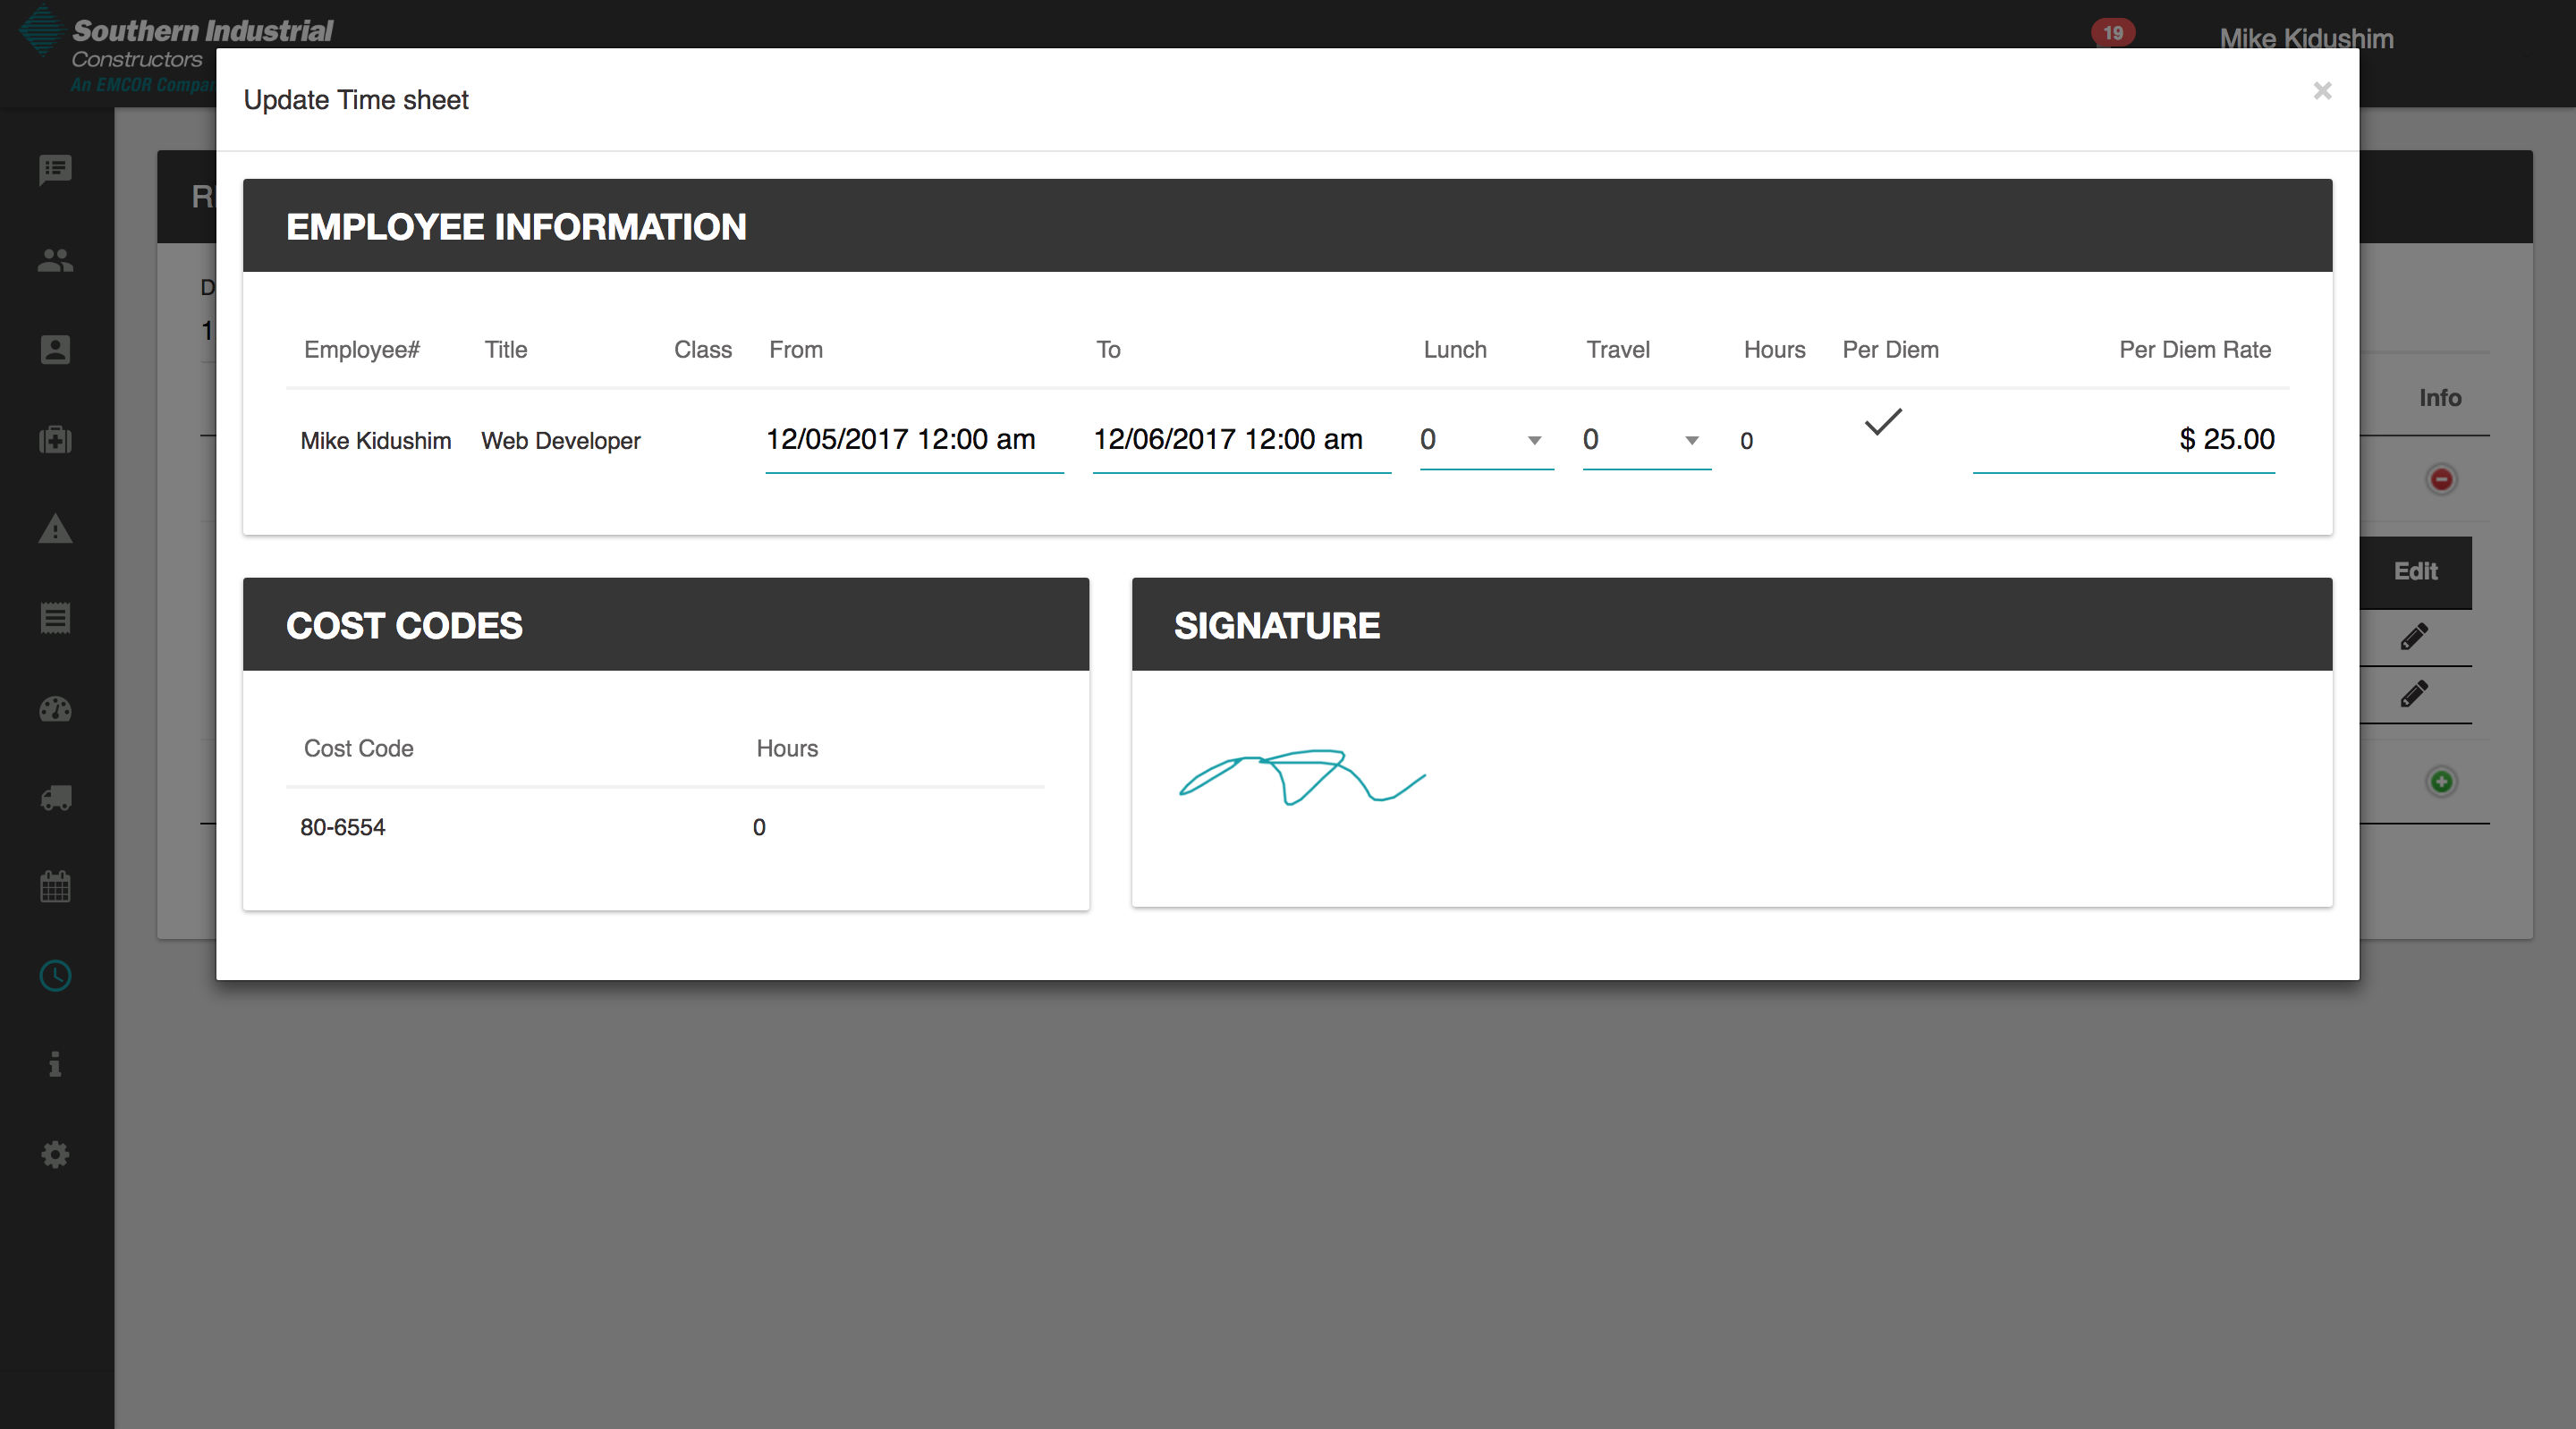 Southern Industrial
Constructors
An EMCOR
19
Mike Kidushim
Update Time sheet
×
EMPLOYEE INFORMATION
Employee# Title Class From To Lunch Travel Hours Per Diem Per Diem Rate
Mike Kidushim Web Developer 12/05/2017 12:00 am 12/06/2017 12:00 am 0 0 0 $ 25.00
Info
Edit
COST CODES
Cost Code Hours
80-6554 0
SIGNATURE